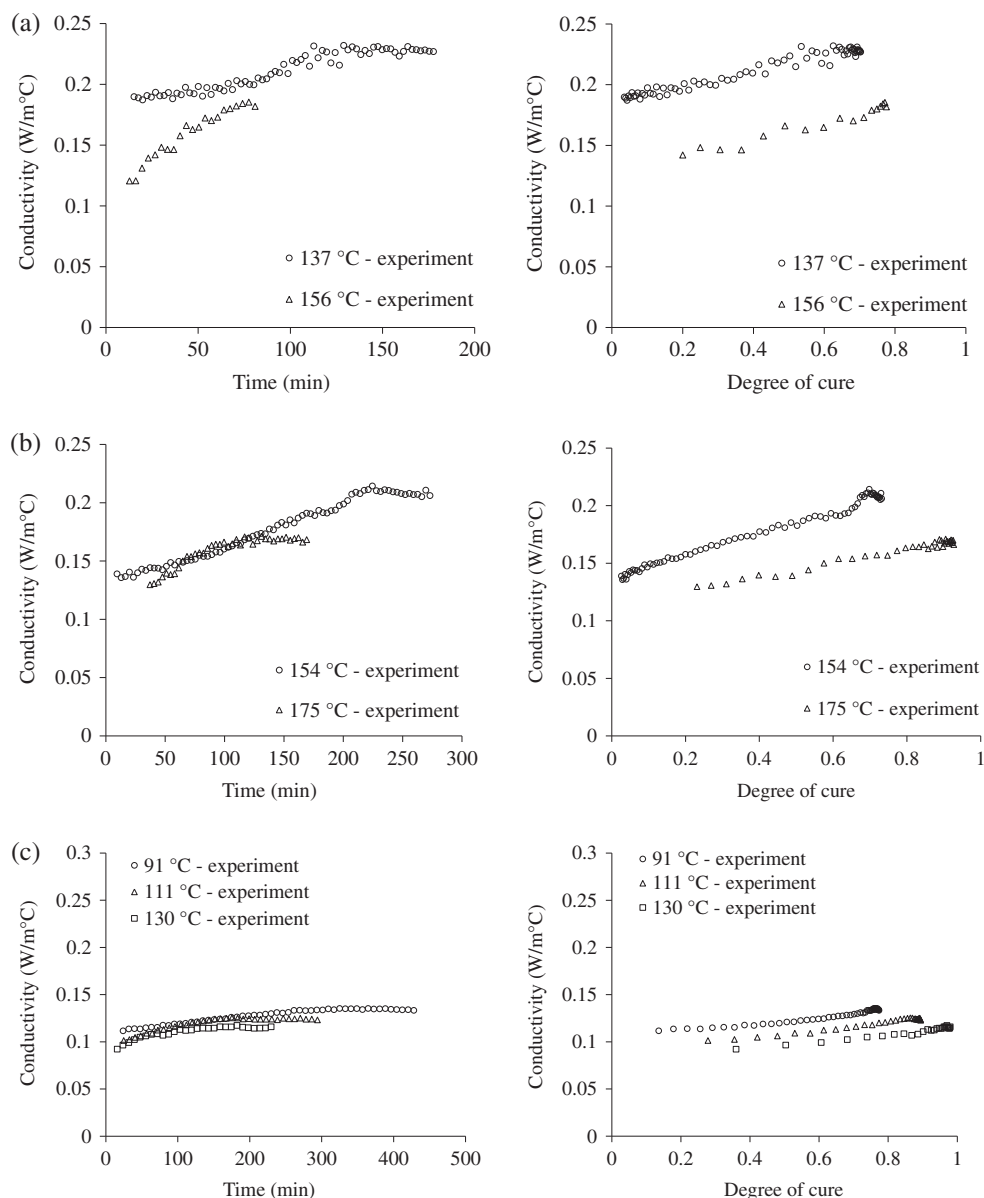 (a)
0.25
0.2
0.15
0.1
0.05
0
Conductivity (W/m°C)
137 °C - experiment
156 °C - experiment
0 50 100 150 200
Time (min)
0.25
0.2
0.15
0.1
0.05
0
Conductivity (W/m°C)
137 °C - experiment
156 °C - experiment
0 0.2 0.4 0.6 0.8 1
Degree of cure
(b)
0.25
0.2
0.15
0.1
0.05
0
Conductivity (W/m°C)
154 °C - experiment
175 °C - experiment
0 50 100 150 200 250 300
Time (min)
0.25
0.2
0.15
0.1
0.05
0
Conductivity (W/m°C)
154 °C - experiment
175 °C - experiment
0 0.2 0.4 0.6 0.8 1
Degree of cure
(c)
0.3
0.25
0.2
0.15
0.1
0.05
0
Conductivity (W/m°C)
91 °C - experiment
111 °C - experiment
130 °C - experiment
0 100 200 300 400 500
Time (min)
0.3
0.25
0.2
0.15
0.1
0.05
0
Conductivity (W/m°C)
91 °C - experiment
111 °C - experiment
130 °C - experiment
0 0.2 0.4 0.6 0.8 1
Degree of cure